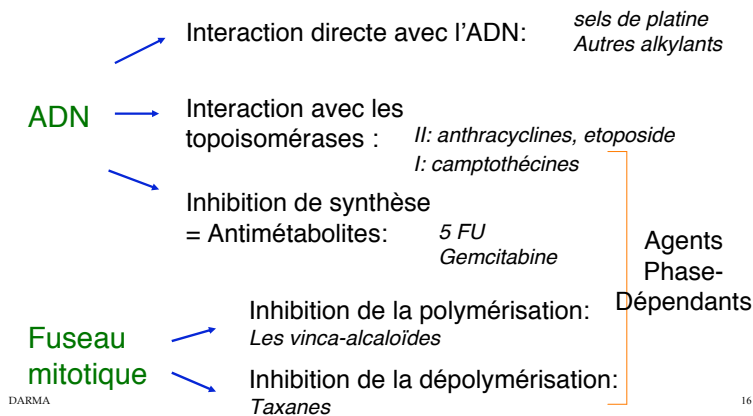 Interaction directe avec l'ADN:
sels de platine
Autres alkylants
ADN
Interaction avec les
topoisomérases :
II: anthracyclines, etoposide
I: camptothécines
Inhibition de synthèse
= Antimétabolites:
5 FU
Gemcitabine
Agents
Phase-
Dépendants
Fuseau
mitotique
Inhibition de la polymérisation:
Les vinca-alcaloïdes
Inhibition de la dépolymérisation:
Taxanes
DARMA
16